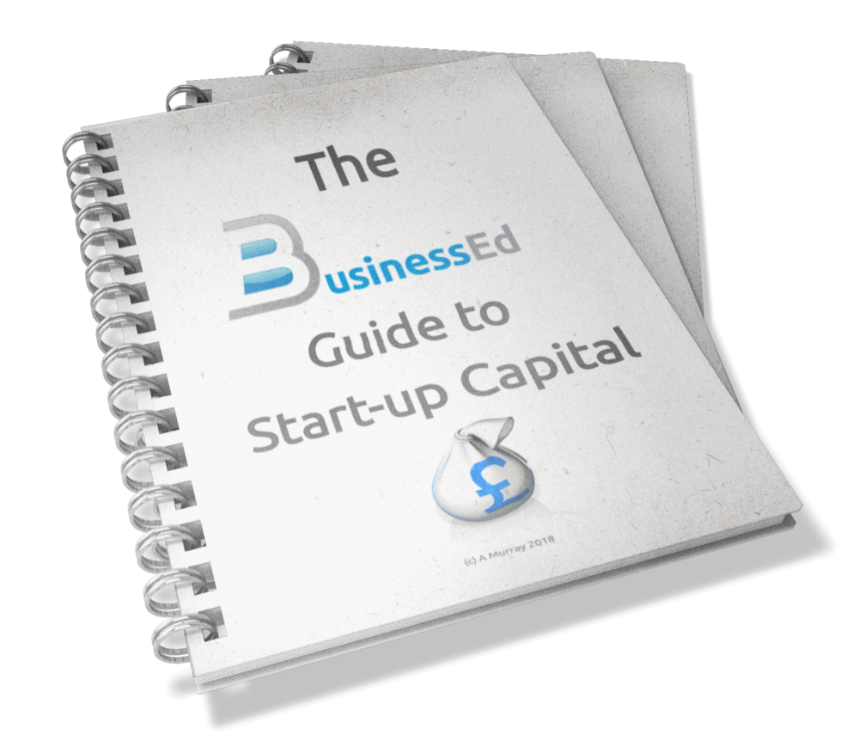 The
BusinessEd
Guide to
Start-up Capital
£
(c) A Murray 2018